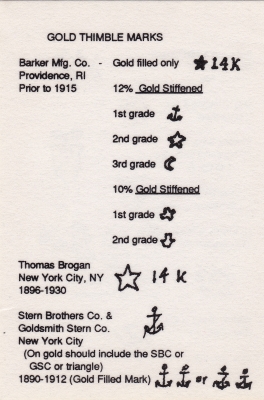 GOLD THIMBLE MARKS
Barker Mfg. Co. - Gold filled only 14K
Providence, RI
Prior to 1915 12% Gold Stiffened
1st grade
2nd grade
3rd grade
10% Gold Stiffened
1st grade
2nd grade
Thomas Brogan
New York City, NY 14 K
1896-1930
Stern Brothers Co. &
Goldsmith Stern Co.
New York City
(On gold should include the SBC or
GSC or triangle)
1890-1912 (Gold Filled Mark) or